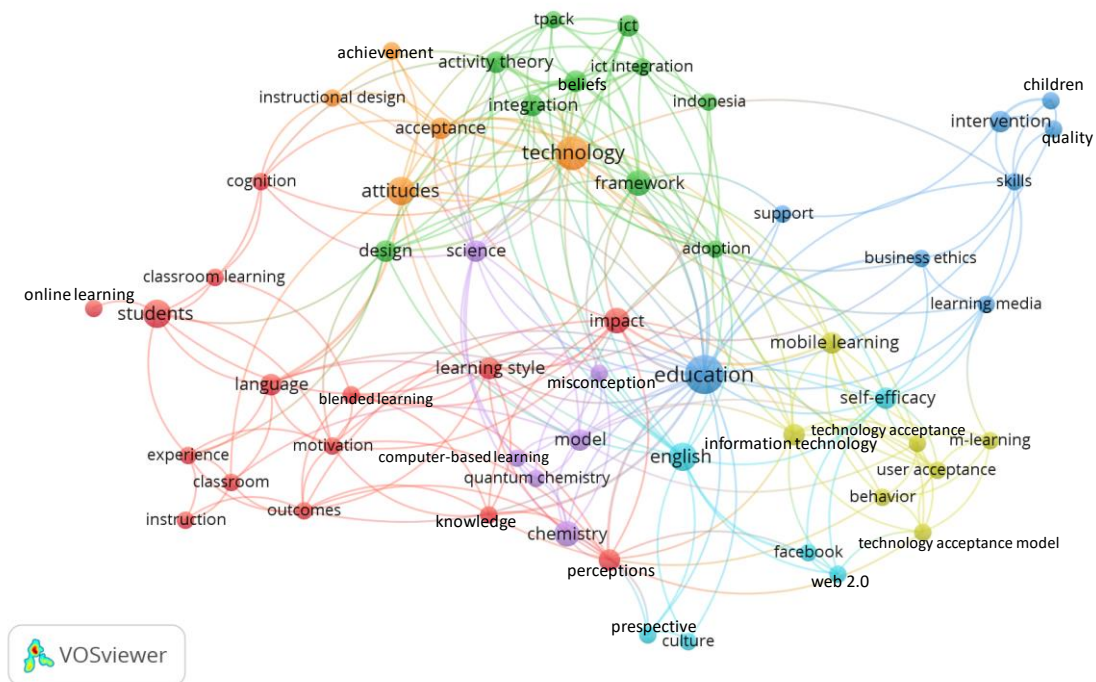 tpack
ict
achievement
activity theory
ict integration
beliefs
children
instructional design
integration
indonesia
intervention
acceptance
quality
technology
cognition
attitudes
framework
skills
support
design
science
adoption
business ethics
classroom learning
online learning
students
learning media
impact
mobile learning
learning style
misconception
education
language
blended learning
self-efficacy
technology acceptance
motivation
model
information technology
m-learning
experience
computer-based learning
english
user acceptance
classroom
quantum chemistry
behavior
instruction
outcomes
knowledge
chemistry
technology acceptance model
facebook
perceptions
web 2.0
prespective
culture
VOSviewer